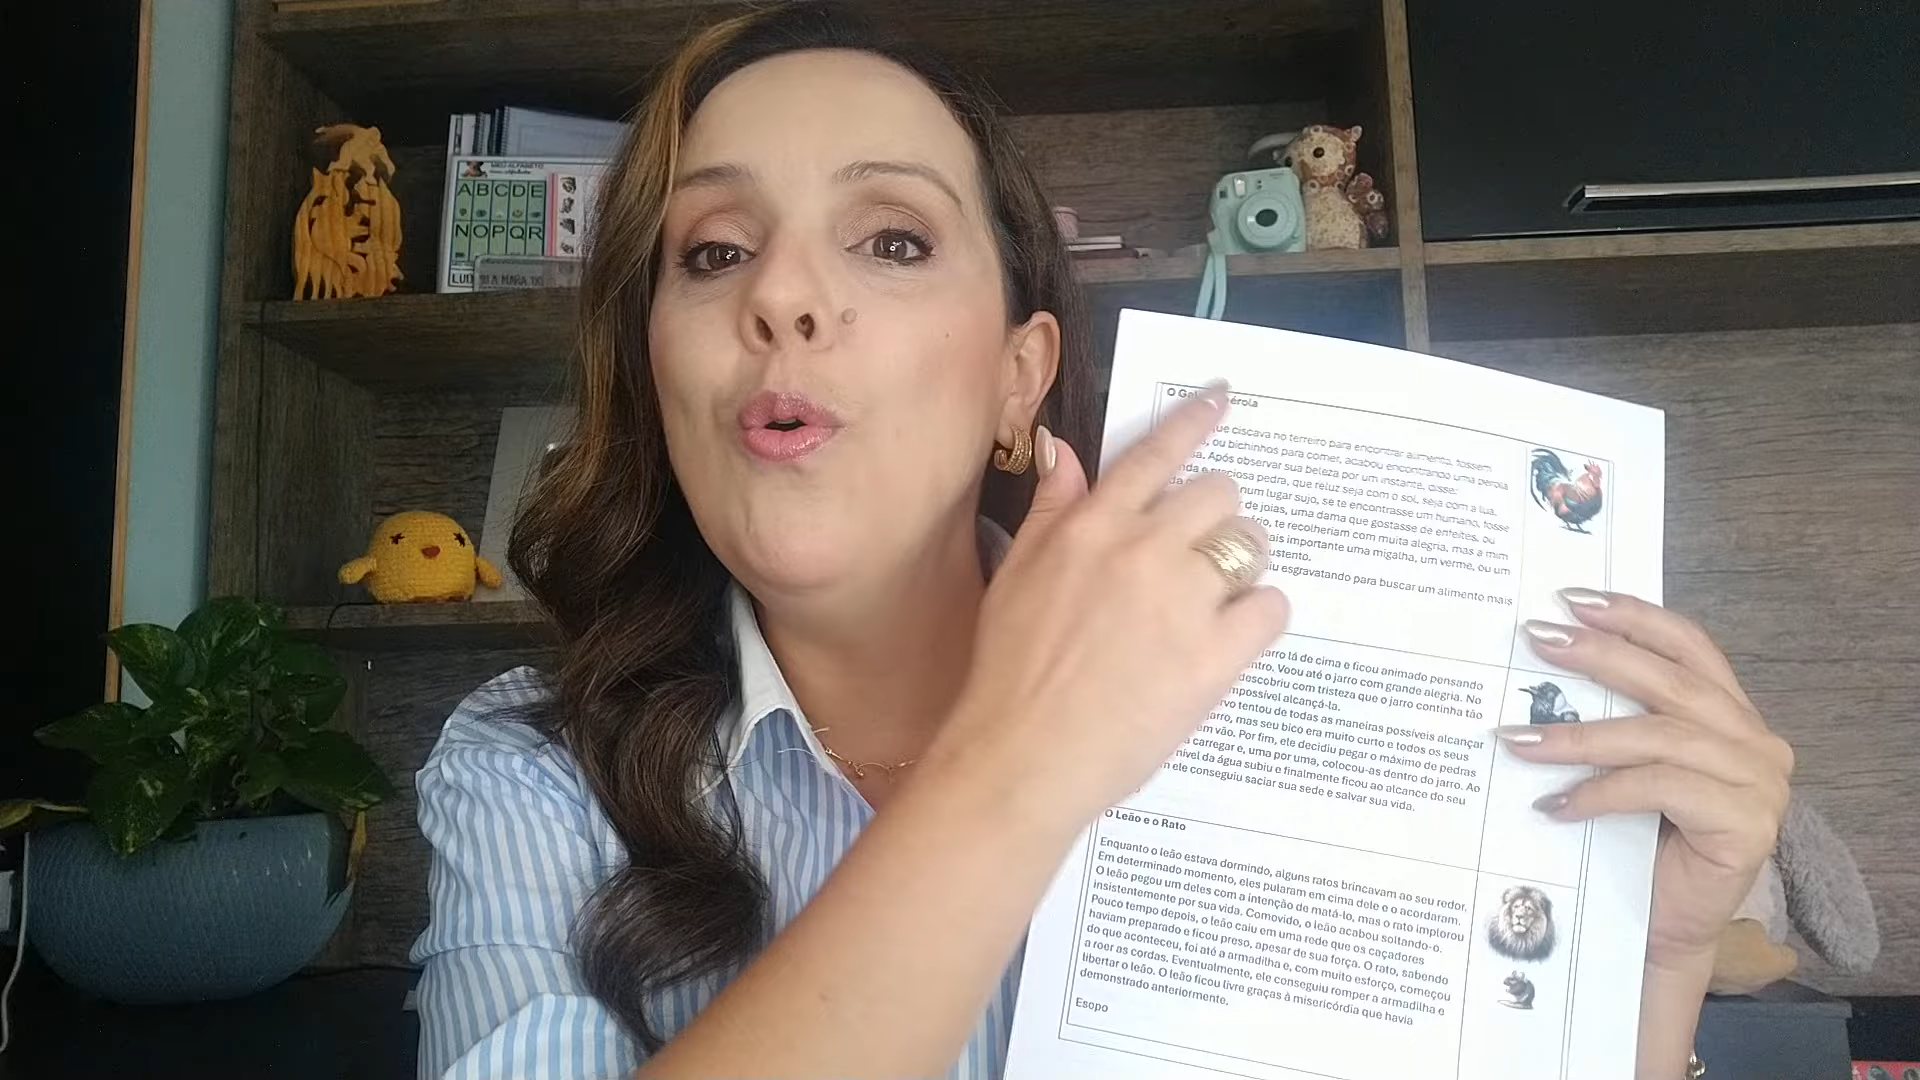 MEU ALFABETO
ABCDE
NOPQR
O Ga érola
que ciscava no terreiro para encontrar alimento, fossem
, ou bichinhos para comer, acabou encontrando uma pérola
sa. Após observar sua beleza por um instante, disse:
nda e preciosa pedra, que reluz seja com o sol, seja com a lua,
num lugar sujo, se te encontrasse um humano, fosse
r de joias, uma dama que gostasse de enfeites, ou
nário, te recolheriam com muita alegria, mas a mim
ais importante uma migalha, um verme, ou um
ustento.
iu esgravatando para buscar um alimento mais
jarro lá de cima e ficou animado pensando
ntro. Voou até o jarro com grande alegria. No
descobriu com tristeza que o jarro continha tão
mpossível alcançá-la.
rvo tentou de todas as maneiras possíveis alcançar
jarro, mas seu bico era muito curto e todos os seus
em vão. Por fim, ele decidiu pegar o máximo de pedras
a carregar e, uma por uma, colocou-as dentro do jarro. Ao
nível da água subiu e finalmente ficou ao alcance do seu
m ele conseguiu saciar sua sede e salvar sua vida.
O Leão e o Rato
Enquanto o leão estava dormindo, alguns ratos brincavam ao seu redor.
Em determinado momento, eles pularam em cima dele e o acordaram.
O leão pegou um deles com a intenção de matá-lo, mas o rato implorou
insistentemente por sua vida. Comovido, o leão acabou soltando-o.
Pouco tempo depois, o leão caiu em uma rede que os caçadores
haviam preparado e ficou preso, apesar de sua força. O rato, sabendo
do que aconteceu, foi até a armadilha e, com muito esforço, começou
a roer as cordas. Eventualmente, ele conseguiu romper a armadilha e
libertar o leão. O leão ficou livre graças à misericórdia que havia
demonstrado anteriormente.
Esopo